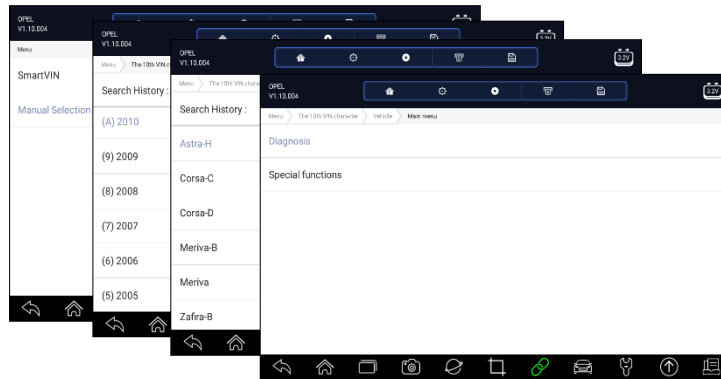 OPEL
V1.10.004
Menu
SmartVIN
Manual Selection
OPEL
V1.10.004
Menu The 10th VIN c
Search History :
(A) 2010
(9) 2009
(8) 2008
(7) 2007
(6) 2006
(5) 2005
OPEL
V1.10.004
3.2V
Menu The 10th VIN chara
Search History :
Astra-H
Corsa-C
Corsa-D
Meriva-B
Meriva
Zafira-B
OPEL
V1.10.004
3.2V
Menu The 10th VIN character Vehicle Main menu
Diagnosis
Special functions